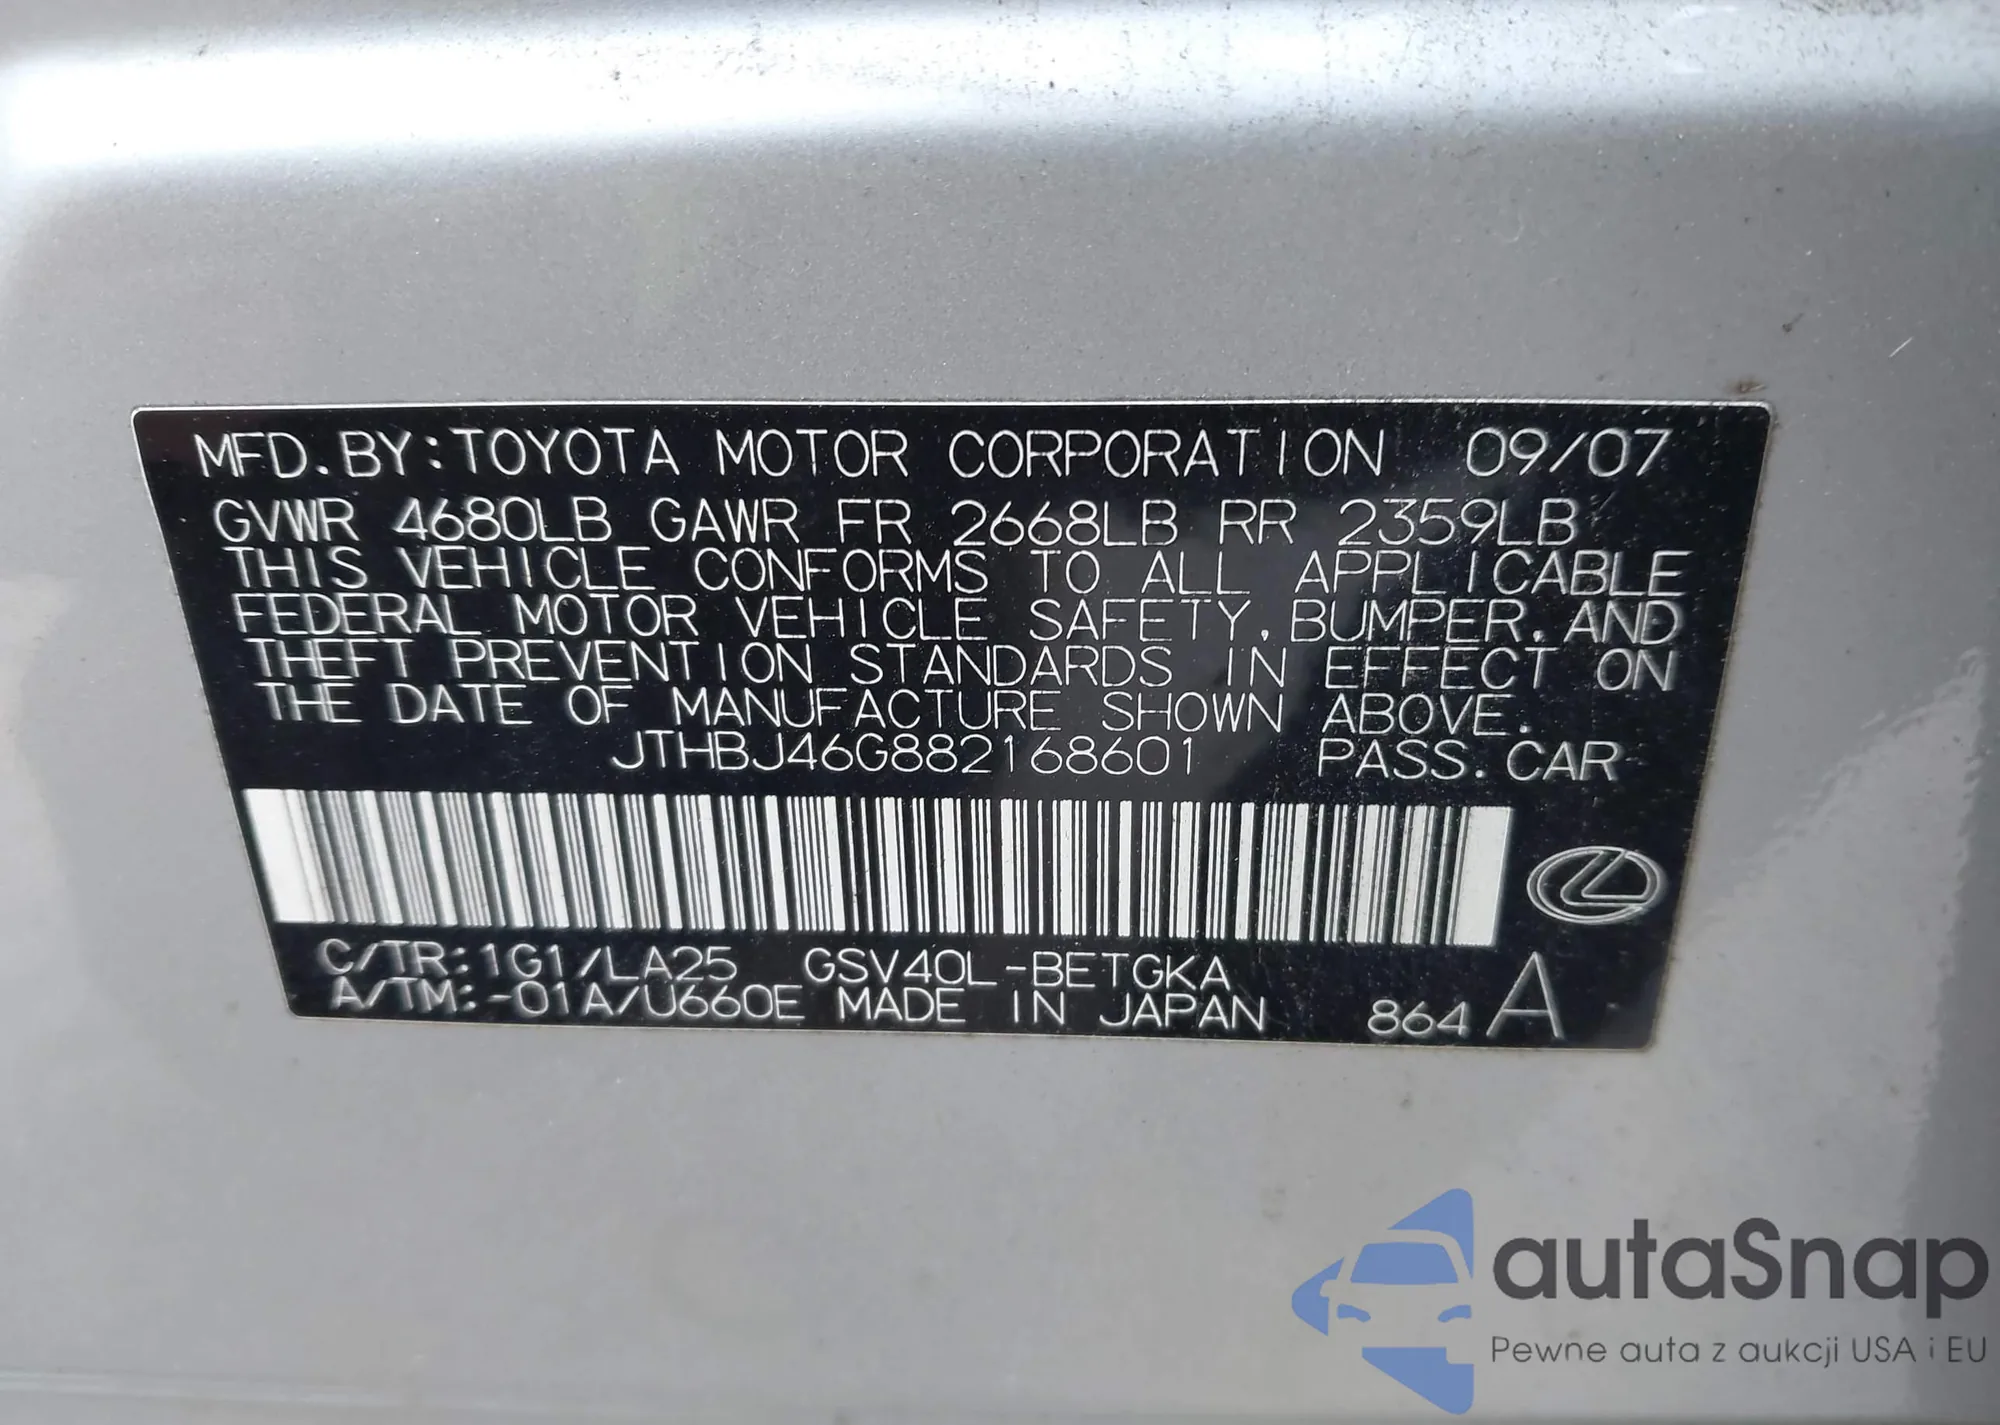 MFD.BY:TOYOTA MOTOR CORPORATION 09/07
GVWR 4680LB GAWR FR 2668LB RR 2359LB
THIS VEHICLE CONFORMS TO ALL APPLICABLE
FEDERAL MOTOR VEHICLE SAFETY,BUMPER,AND
THEFT PREVENTION STANDARDS IN EFFECT ON
THE DATE OF MANUFACTURE SHOWN ABOVE.
JTHBJ46G882168601 PASS.CAR
C/TR:1G1/LA25 GSV40L-BETGKA
A/TM:-01A/U660E MADE IN JAPAN 864 A
autaSnap
Pewne auta z aukcji USA i EU